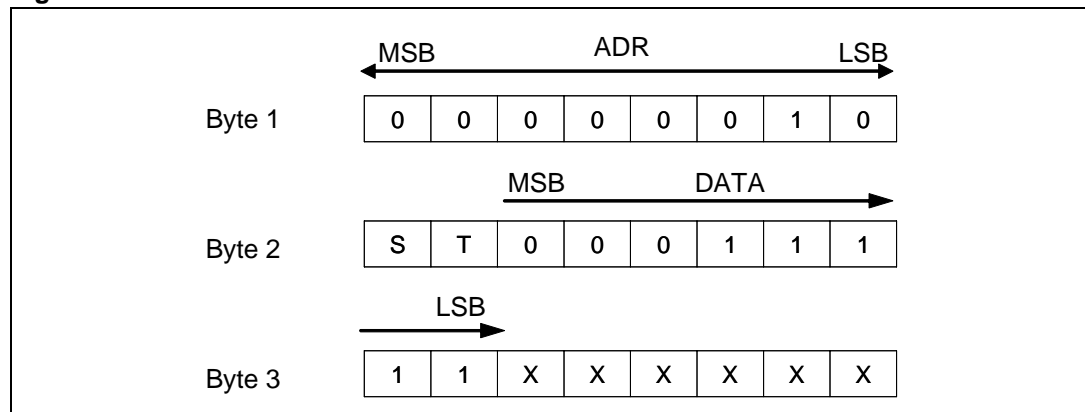 MSB ADR LSB
Byte 1 0 0 0 0 0 0 1 0
MSB DATA
Byte 2 S T 0 0 0 1 1 1
LSB
Byte 3 1 1 X X X X X X